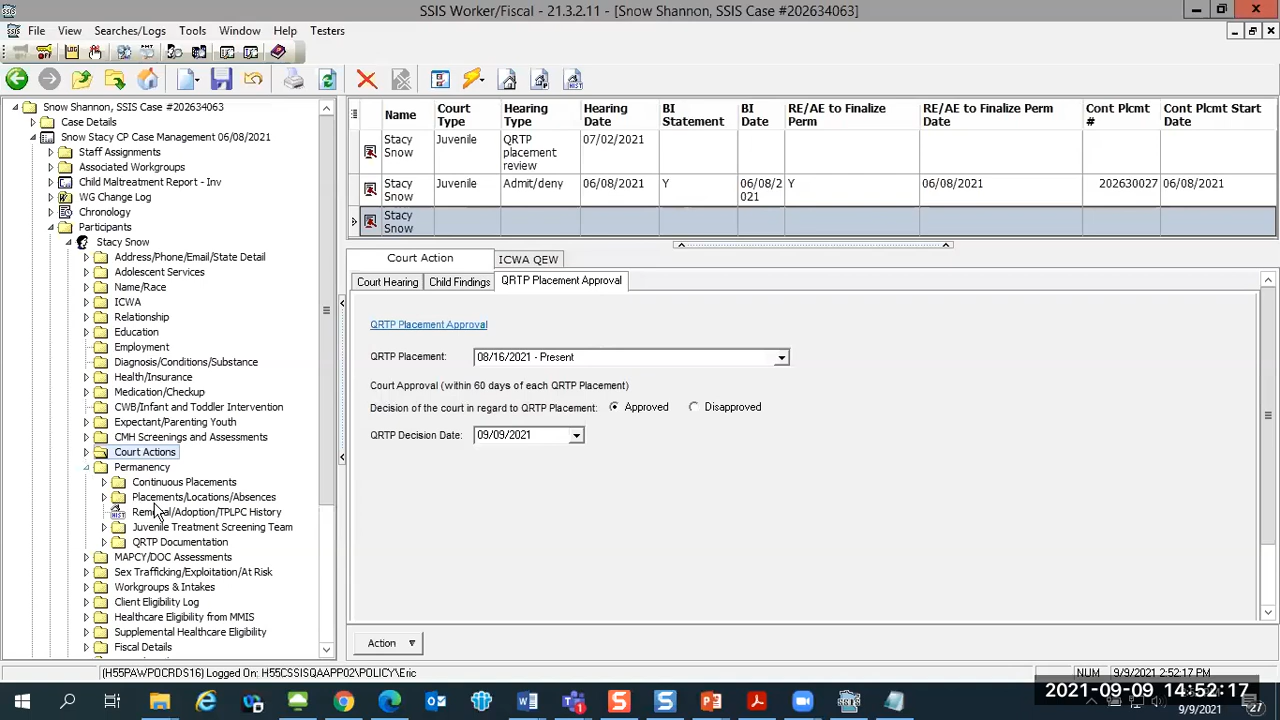 SSIS Worker/Fiscal - 21.3.2.11 - [Snow Shannon, SSIS Case #202634063]
File View Searches/Logs Tools Window Help Testers
Snow Shannon, SSIS Case #202634063
Case Details
Snow Stacy CP Case Management 06/08/2021
Staff Assignments
Associated Workgroups
Child Maltreatment Report - Inv
WG Change Log
Chronology
Participants
Stacy Snow
Address/Phone/Email/State Detail
Adolescent Services
Name/Race
ICWA
Relationship
Education
Employment
Diagnosis/Conditions/Substance
Health/Insurance
Medication/Checkup
CWB/Infant and Toddler Intervention
Expectant/Parenting Youth
CMH Screenings and Assessments
Court Actions
Permanency
Continuous Placements
Placements/Locations/Absences
Removal/Adoption/TPLPC History
Juvenile Treatment Screening Team
QRTP Documentation
MAPCY/DOC Assessments
Sex Trafficking/Exploitation/At Risk
Workgroups & Intakes
Client Eligibility Log
Healthcare Eligibility from MMIS
Supplemental Healthcare Eligibility
Fiscal Details
Name Court Type Hearing Type Hearing Date BI Statement BI Date RE/AE to Finalize Perm RE/AE to Finalize Perm Date Cont Plcmt # Cont Plcmt Start Date
Stacy Snow Juvenile QRTP placement review 07/02/2021
Stacy Snow Juvenile Admit/deny 06/08/2021 Y 06/08/2021 Y 06/08/2021 202630027 06/08/2021
Stacy Snow
Court Action ICWA QEW
Court Hearing Child Findings QRTP Placement Approval
QRTP Placement Approval
QRTP Placement: 08/16/2021 - Present
Court Approval (within 60 days of each QRTP Placement)
Decision of the court in regard to QRTP Placement: Approved Disapproved
QRTP Decision Date: 09/09/2021
Action
(H55PAWPOCRDS16) Logged On: H55CSSISQAAPP02\POLICY\Eric NUM 9/9/2021 2:52:17 PM
2021-09-09 14:52:17
9/9/2021 27